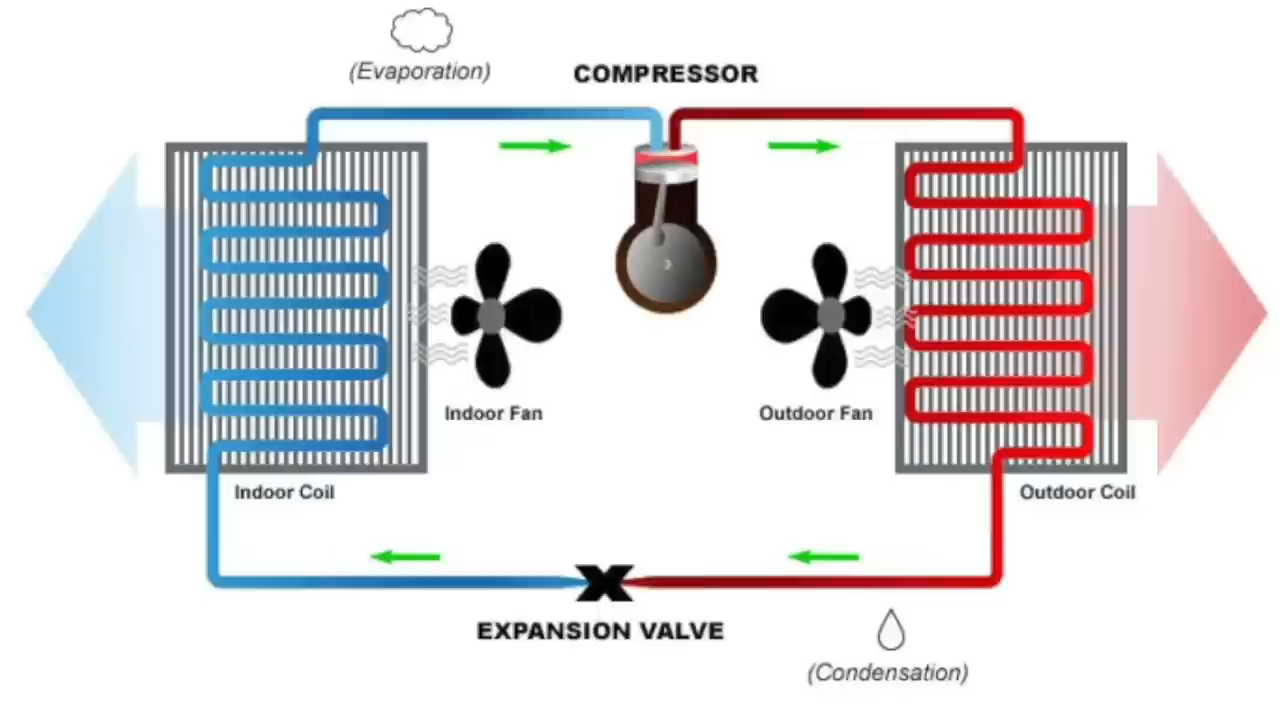 (Evaporation)
COMPRESSOR
Indoor Fan
Outdoor Fan
Indoor Coil
Outdoor Coil
EXPANSION VALVE
(Condensation)